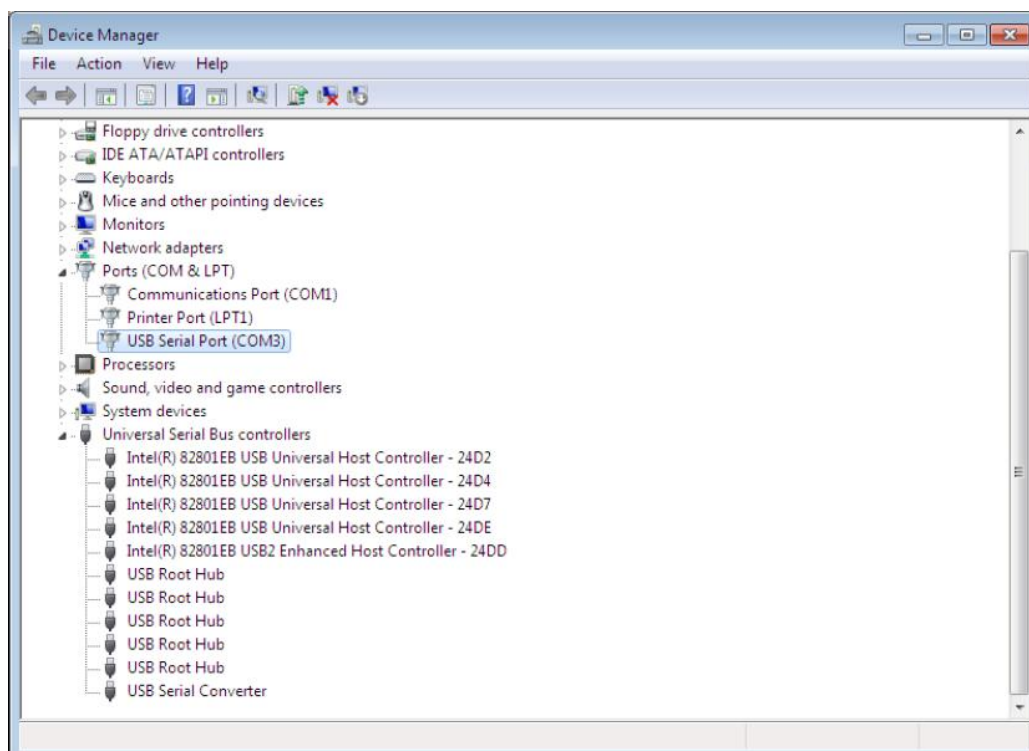 Device Manager
File Action View Help
Floppy drive controllers
IDE ATA/ATAPI controllers
Keyboards
Mice and other pointing devices
Monitors
Network adapters
Ports (COM & LPT)
Communications Port (COM1)
Printer Port (LPT1)
USB Serial Port (COM3)
Processors
Sound, video and game controllers
System devices
Universal Serial Bus controllers
Intel(R) 82801EB USB Universal Host Controller - 24D2
Intel(R) 82801EB USB Universal Host Controller - 24D4
Intel(R) 82801EB USB Universal Host Controller - 24D7
Intel(R) 82801EB USB Universal Host Controller - 24DE
Intel(R) 82801EB USB2 Enhanced Host Controller - 24DD
USB Root Hub
USB Root Hub
USB Root Hub
USB Root Hub
USB Root Hub
USB Serial Converter